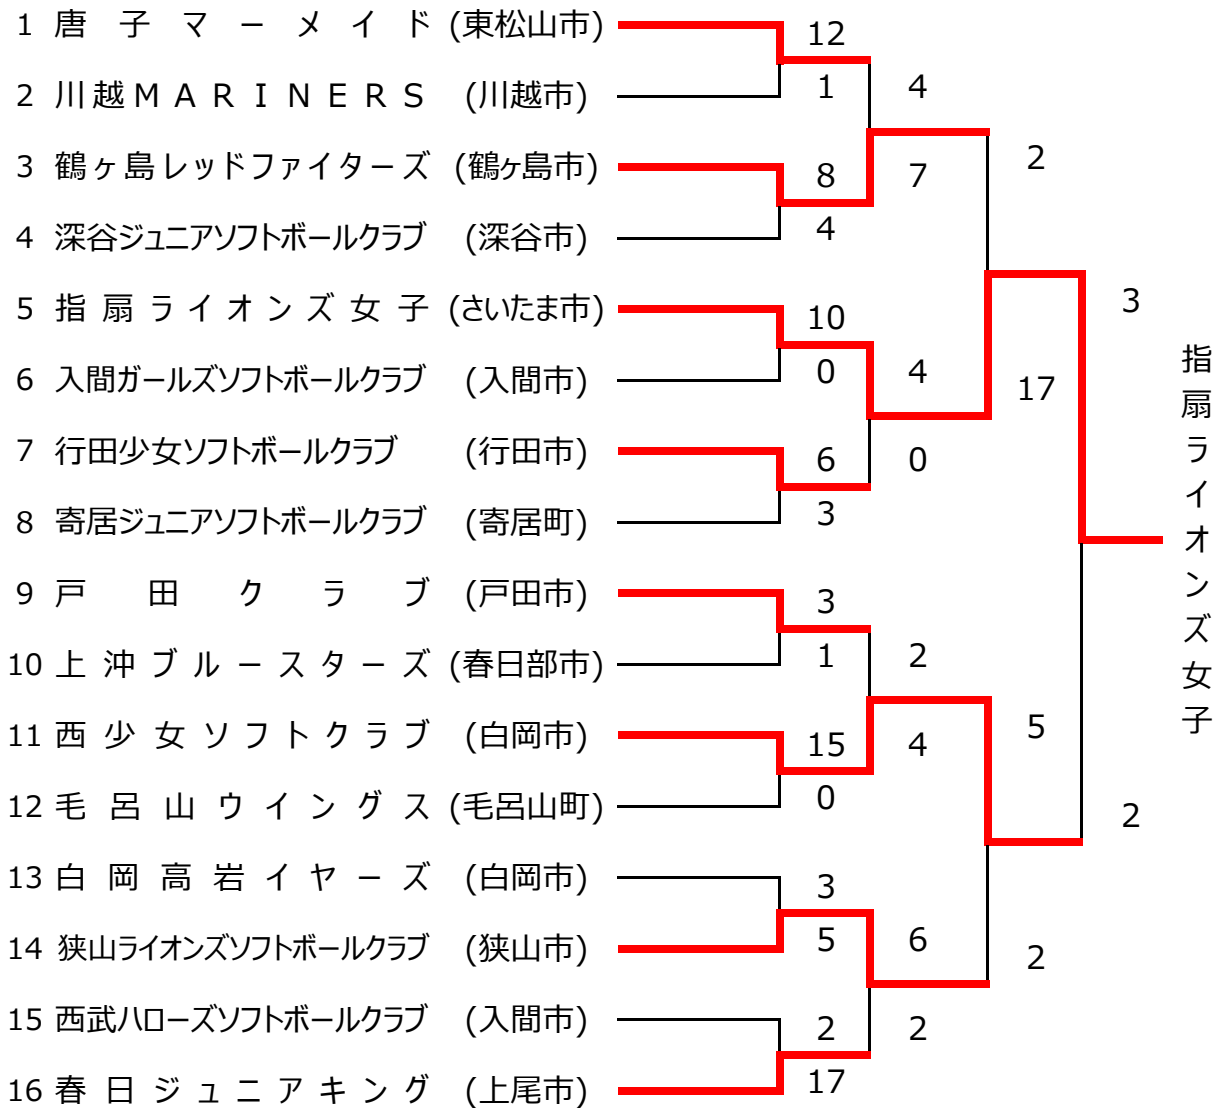 1 唐子マーメイド (東松山市)
2 川越MARINERS (川越市)
3 鶴ヶ島レッドファイターズ (鶴ヶ島市)
4 深谷ジュニアソフトボールクラブ (深谷市)
5 指扇ライオンズ女子 (さいたま市)
6 入間ガールズソフトボールクラブ (入間市)
7 行田少女ソフトボールクラブ (行田市)
8 寄居ジュニアソフトボールクラブ (寄居町)
9 戸田クラブ (戸田市)
10 上沖ブルースターズ (春日部市)
11 西少女ソフトクラブ (白岡市)
12 毛呂山ウイングス (毛呂山町)
13 白岡高岩イヤーズ (白岡市)
14 狭山ライオンズソフトボールクラブ (狭山市)
15 西武ハローズソフトボールクラブ (入間市)
16 春日ジュニアキング (上尾市)
12
1
8
4
10
0
6
3
3
1
15
0
3
5
2
17
4
7
4
0
2
4
6
2
2
17
5
2
3
2
指扇ライオンズ女子